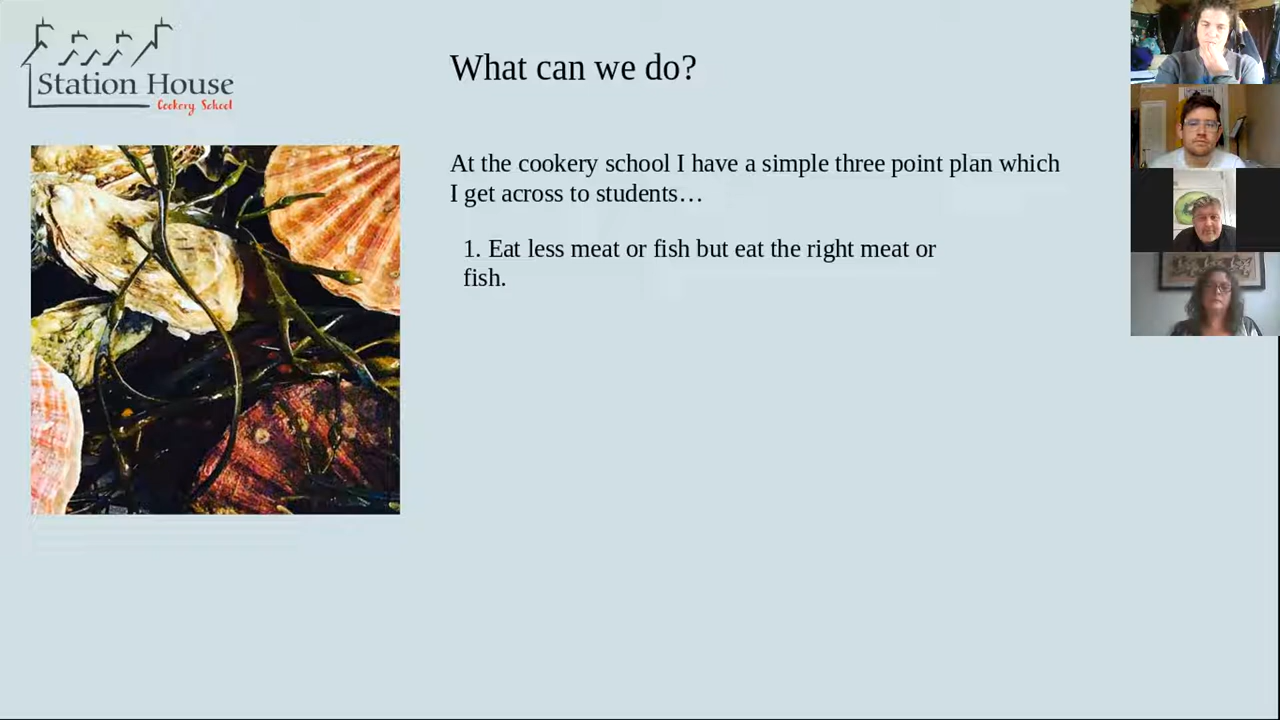 Station House
Cookery School
What can we do?
At the cookery school I have a simple three point plan which
I get across to students…
1. Eat less meat or fish but eat the right meat or
fish.